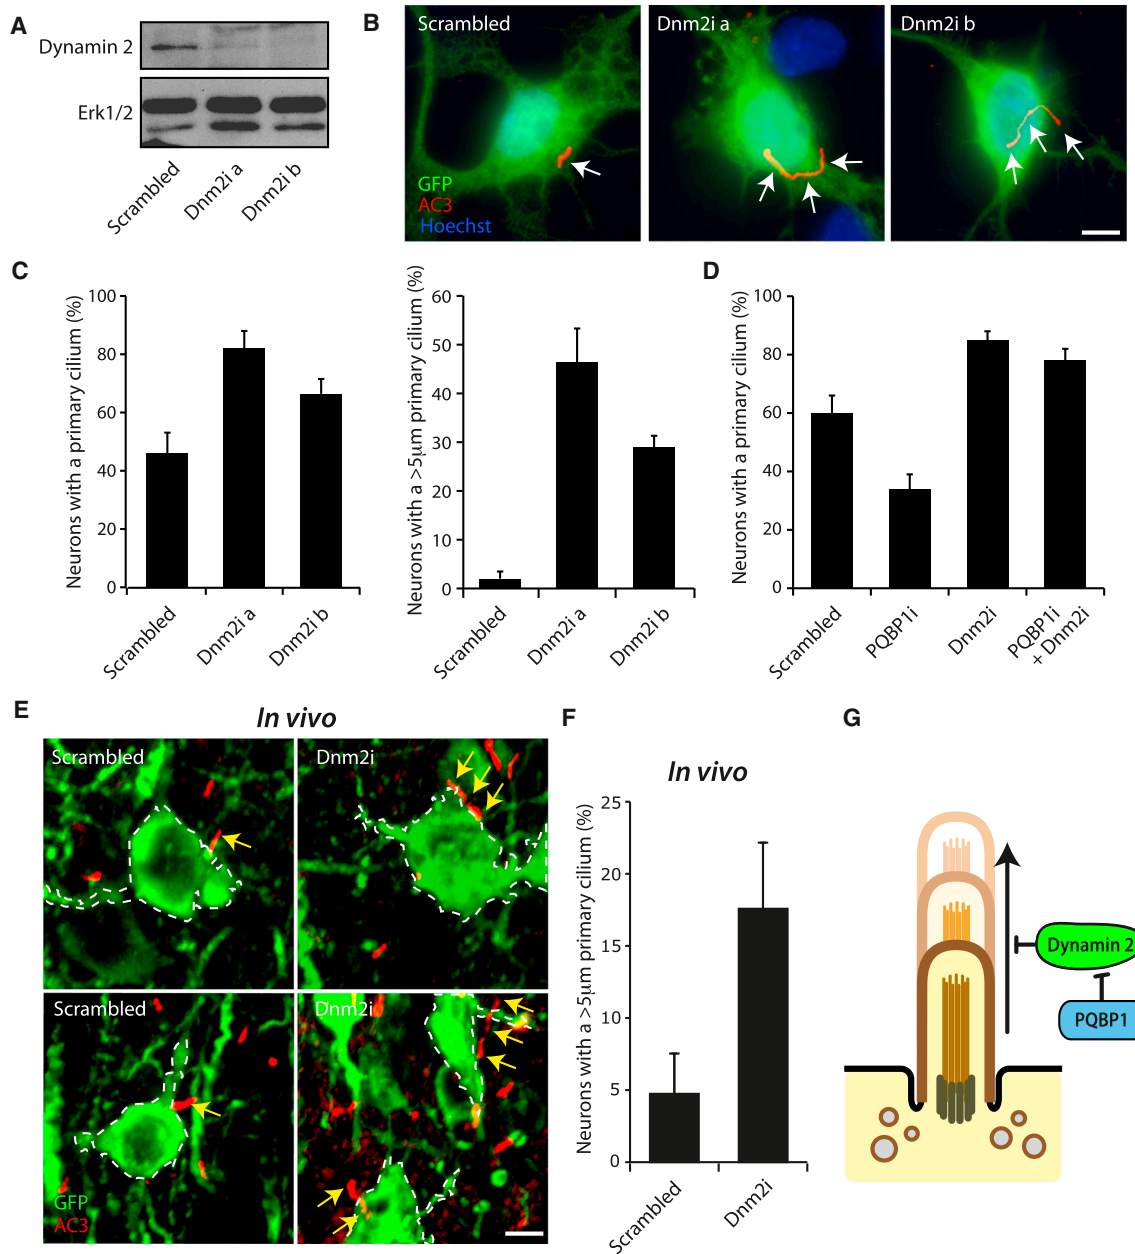 A
Dynamin 2
Erk1/2
Scrambled
Dnm2i a
Dnm2i b
B
Scrambled
GFP
AC3
Hoechst
Dnm2i a
Dnm2i b
C
Neurons with a primary cilium (%)
100
80
60
40
20
0
Scrambled
Dnm2i a
Dnm2i b
Neurons with a >5μm primary cilium (%)
60
50
40
30
20
10
0
Scrambled
Dnm2i a
Dnm2i b
D
Neurons with a primary cilium (%)
100
80
60
40
20
0
Scrambled
PQBP1i
Dnm2i
PQBP1i
+ Dnm2i
E
In vivo
Scrambled
Dnm2i
Scrambled
GFP
AC3
Dnm2i
F
In vivo
Neurons with a >5μm primary cilium (%)
25
20
15
10
5
0
Scrambled
Dnm2i
G
Dynamin 2
PQBP1